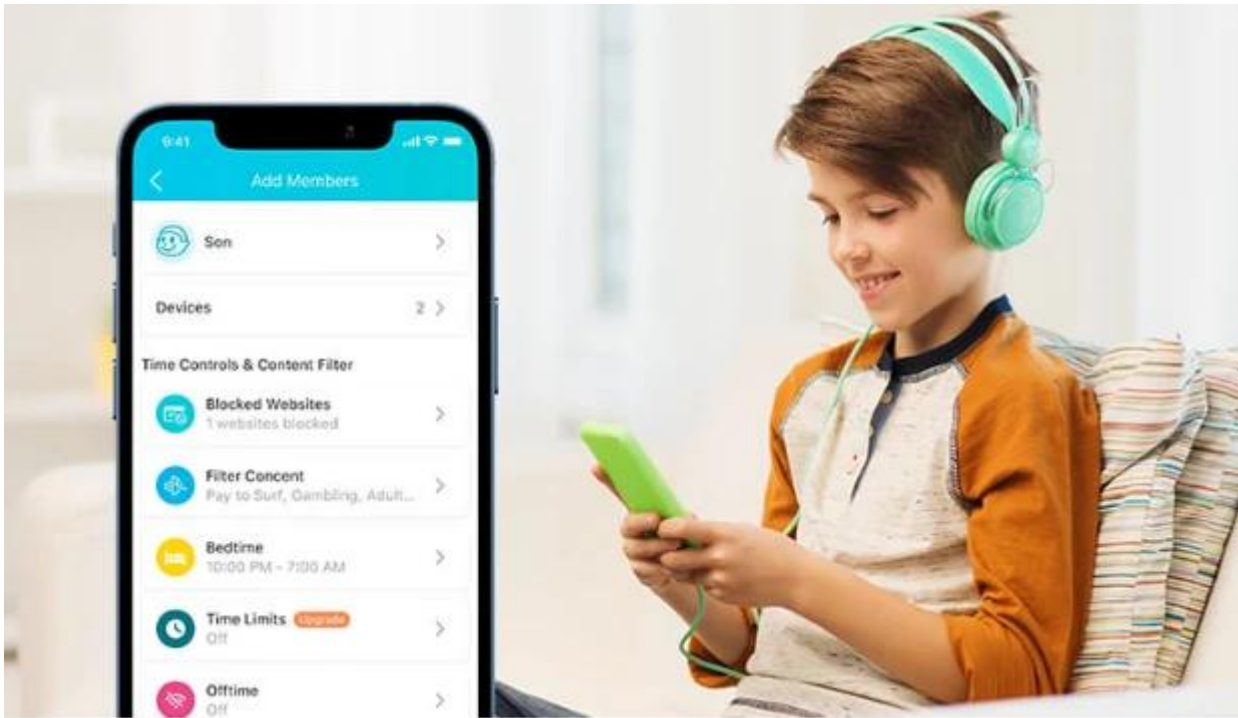 9:41
Add Members
Son
Devices 2
Time Controls & Content Filter
Blocked Websites
1 websites blocked
Filter Concent
Pay to Surf, Gambling, Adult...
Bedtime
10:00 PM - 7:00 AM
Time Limits Upgrade
Off
Offtime
Off